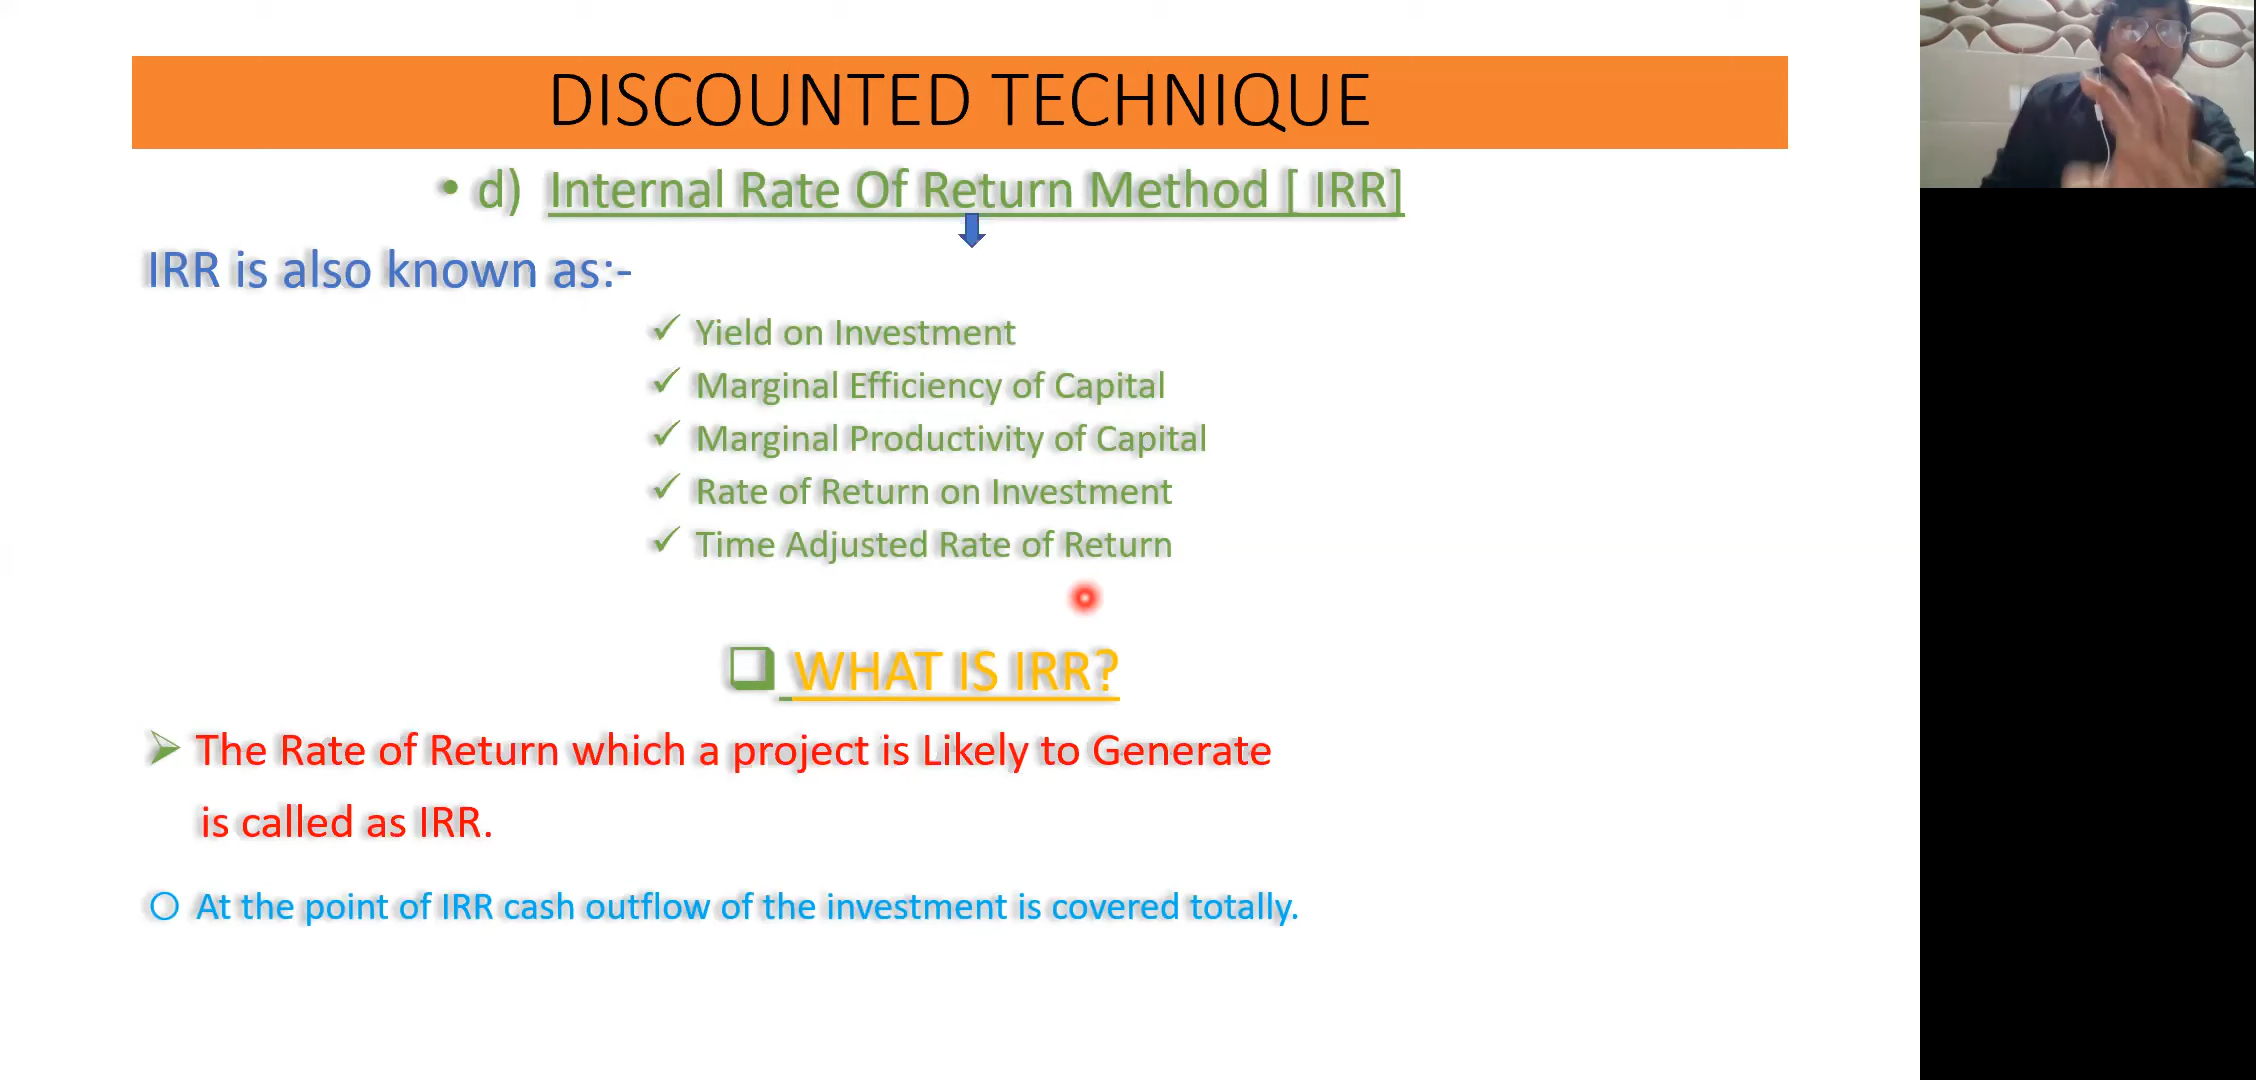 DISCOUNTED TECHNIQUE
• d) Internal Rate Of Return Method [ IRR]
IRR is also known as:-
✓ Yield on Investment
✓ Marginal Efficiency of Capital
✓ Marginal Productivity of Capital
✓ Rate of Return on Investment
✓ Time Adjusted Rate of Return
❑ WHAT IS IRR?
➢ The Rate of Return which a project is Likely to Generate
is called as IRR.
○ At the point of IRR cash outflow of the investment is covered totally.